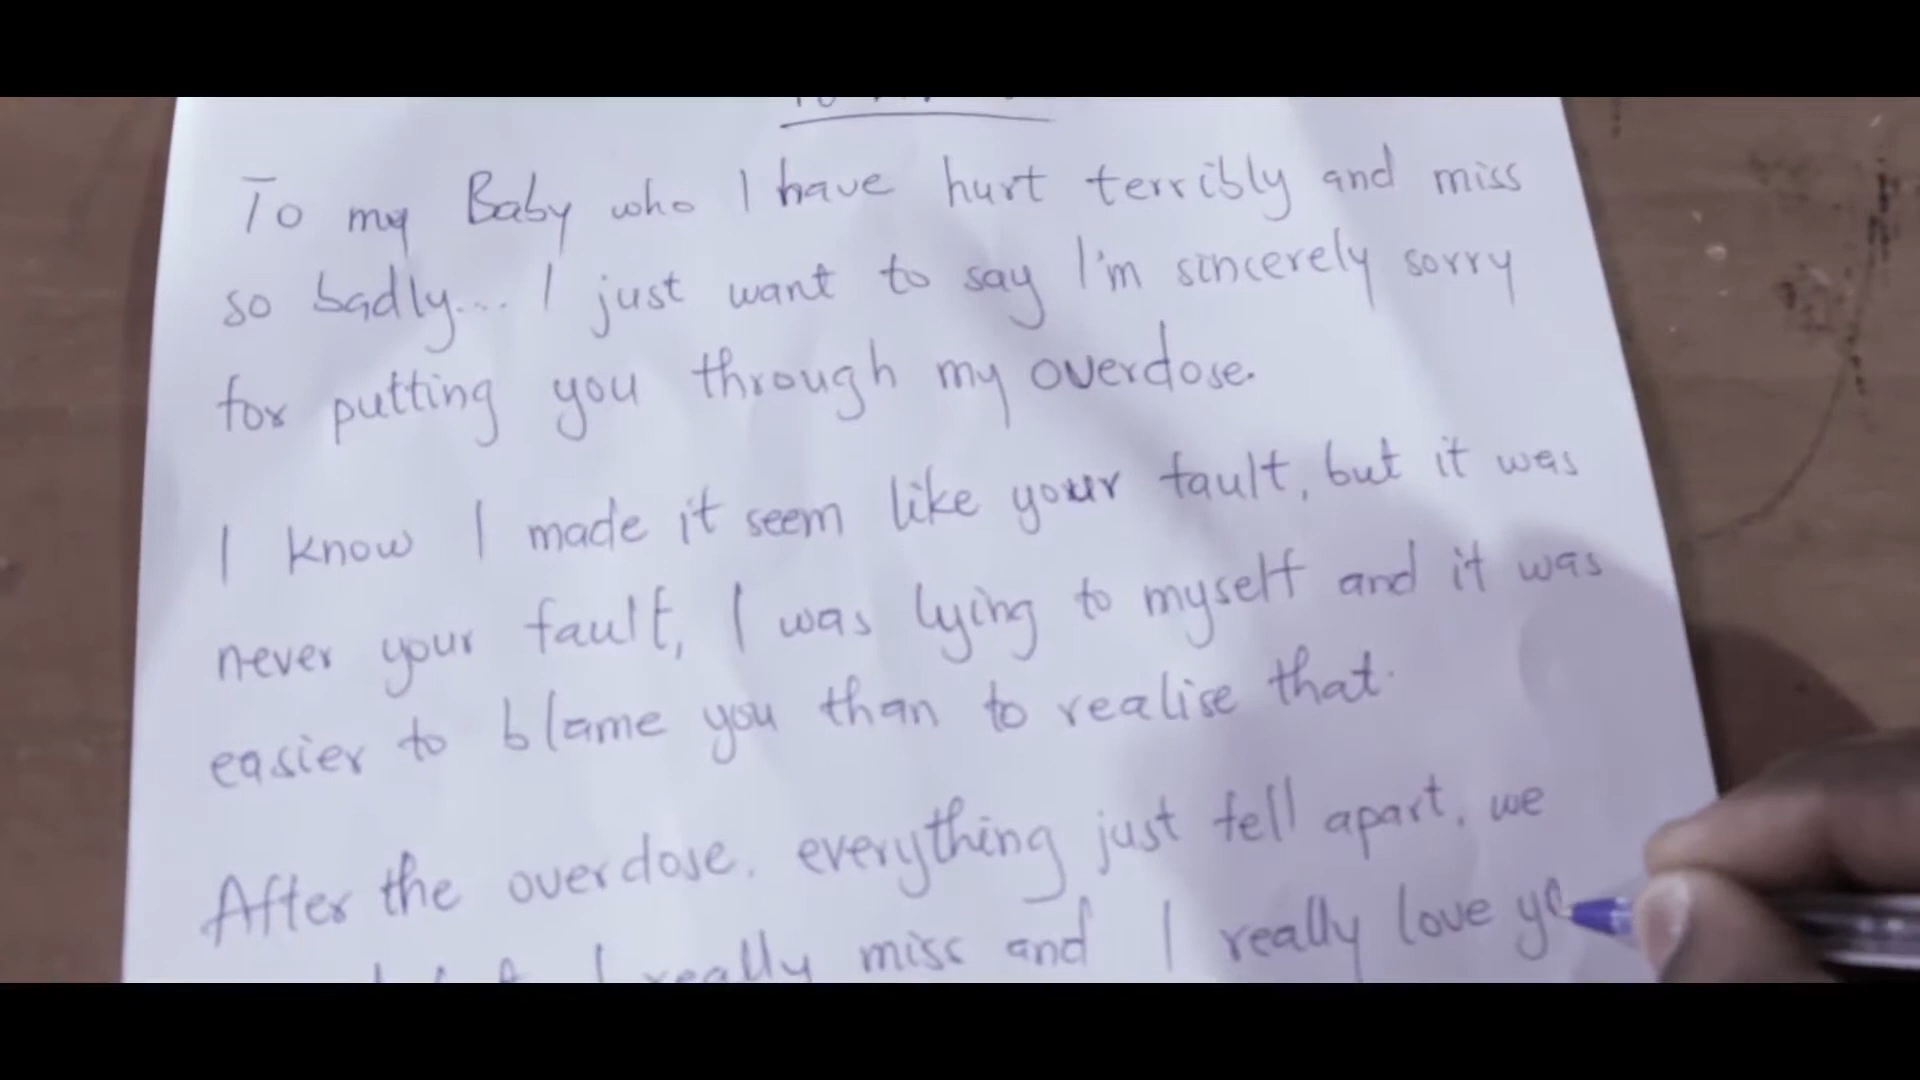 To my Baby who I have hurt terribly and miss
so badly... I just want to say I'm sincerely sorry
for putting you through my overdose.
I know I made it seem like your fault, but it was
never your fault, I was lying to myself and it was
easier to blame you than to realise that.
After the overdose. everything just fell apart, we
I really miss and I really love yo